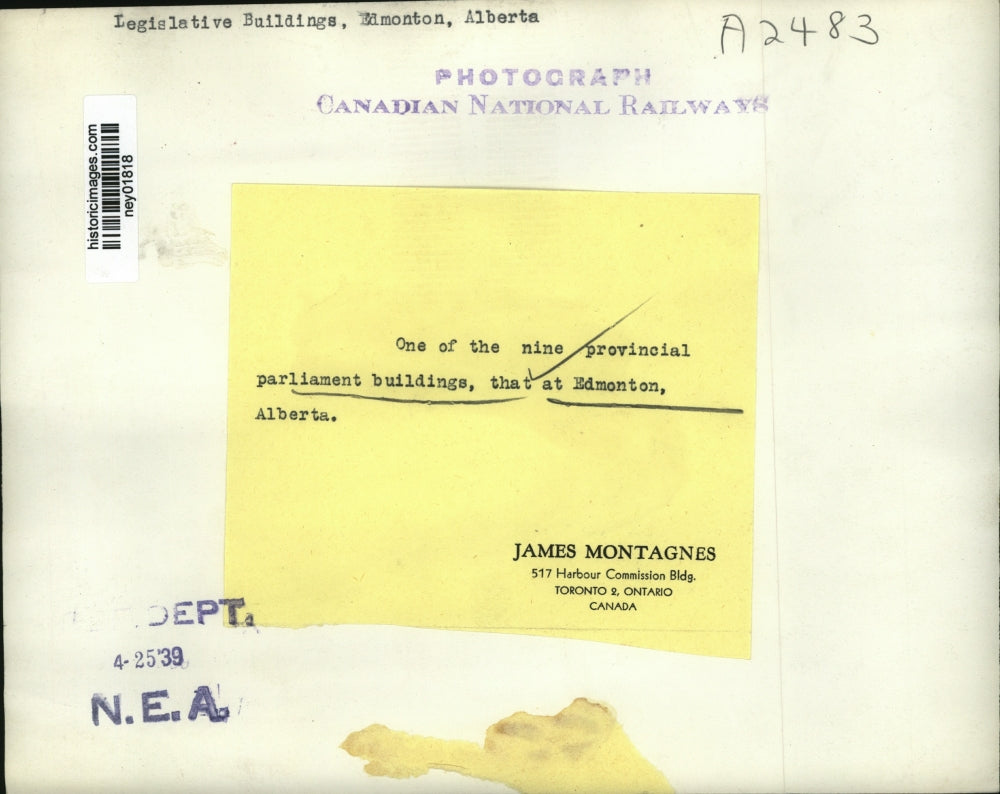 Legislative Buildings, Edmonton, Alberta
A2483
PHOTOGRAPH
CANADIAN NATIONAL RAILWAYS
historicimages.com
ney01818
One of the nine provincial
parliament buildings, that at Edmonton,
Alberta.
JAMES MONTAGNES
517 Harbour Commission Bldg.
TORONTO 2, ONTARIO
CANADA
DEPT.
4-25'39
N.E.A.